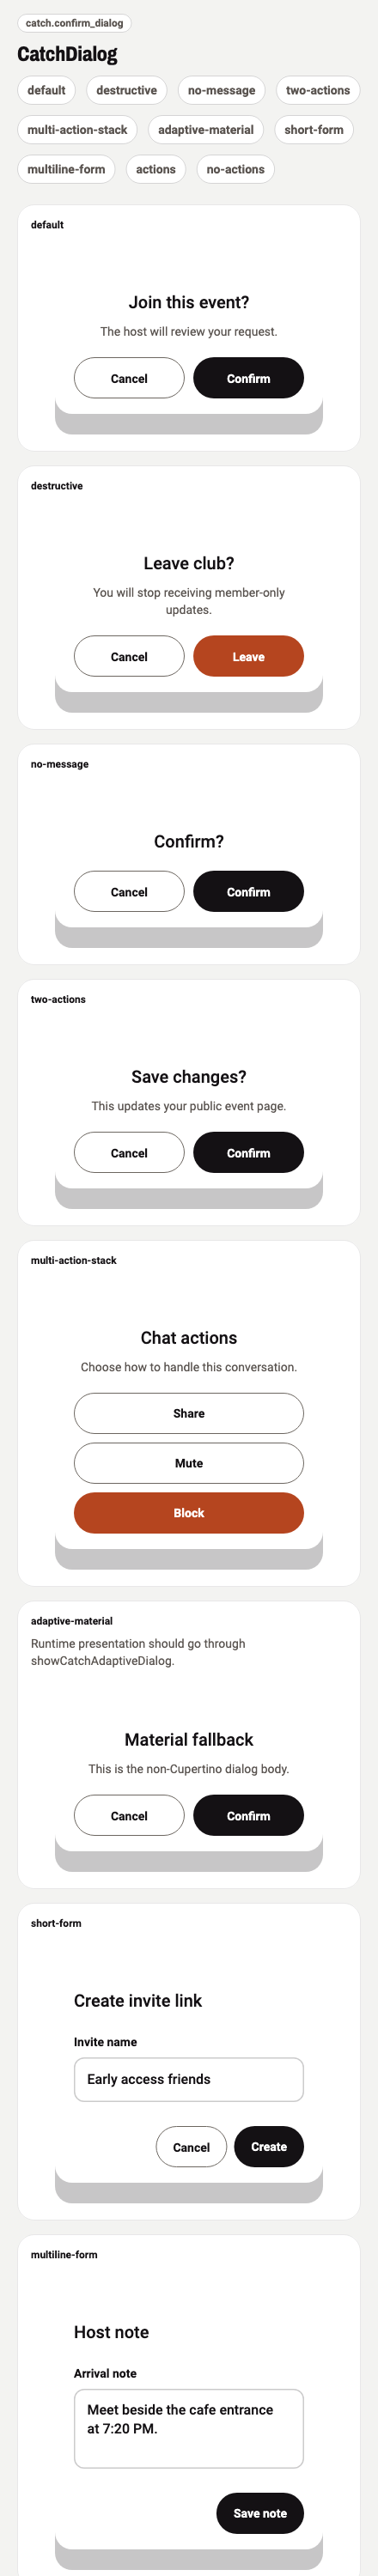 catch.confirm_dialog
CatchDialog
default
destructive
no-message
two-actions
multi-action-stack
adaptive-material
short-form
multiline-form
actions
no-actions
default
Join this event?
The host will review your request.
Cancel
Confirm
destructive
Leave club?
You will stop receiving member-only
updates.
Cancel
Leave
no-message
Confirm?
Cancel
Confirm
two-actions
Save changes?
This updates your public event page.
Cancel
Confirm
multi-action-stack
Chat actions
Choose how to handle this conversation.
Share
Mute
Block
adaptive-material
Runtime presentation should go through
showCatchAdaptiveDialog.
Material fallback
This is the non-Cupertino dialog body.
Cancel
Confirm
short-form
Create invite link
Invite name
Early access friends
Cancel
Create
multiline-form
Host note
Arrival note
Meet beside the cafe entrance
at 7:20 PM.
Save note